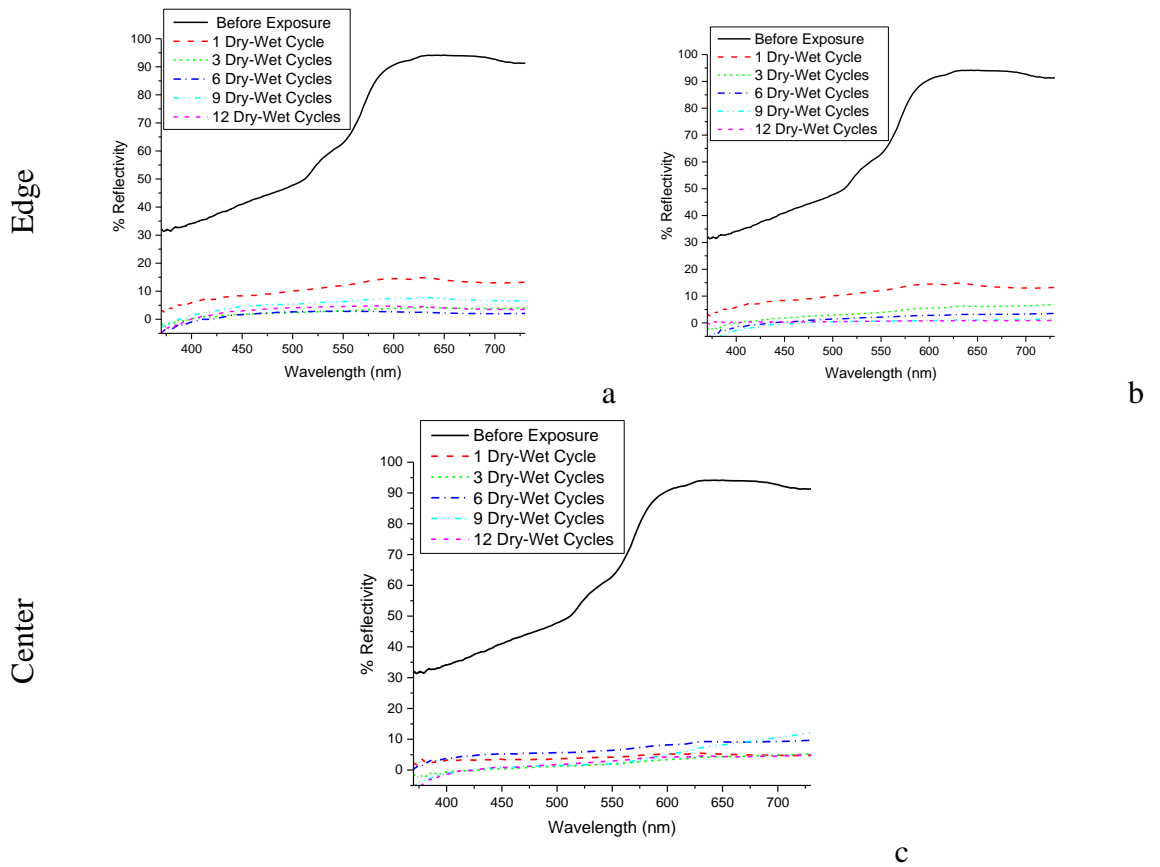 Edge
Before Exposure
1 Dry-Wet Cycle
3 Dry-Wet Cycles
6 Dry-Wet Cycles
9 Dry-Wet Cycles
12 Dry-Wet Cycles
100
90
80
70
60
50
40
30
20
10
0
% Reflectivity
400 450 500 550 600 650 700
Wavelength (nm)
a
Before Exposure
1 Dry-Wet Cycle
3 Dry-Wet Cycles
6 Dry-Wet Cycles
9 Dry-Wet Cycles
12 Dry-Wet Cycles
100
90
80
70
60
50
40
30
20
10
0
% Reflectivity
400 450 500 550 600 650 700
Wavelength (nm)
b
Center
Before Exposure
1 Dry-Wet Cycle
3 Dry-Wet Cycles
6 Dry-Wet Cycles
9 Dry-Wet Cycles
12 Dry-Wet Cycles
100
90
80
70
60
50
40
30
20
10
0
% Reflectivity
400 450 500 550 600 650 700
Wavelength (nm)
c